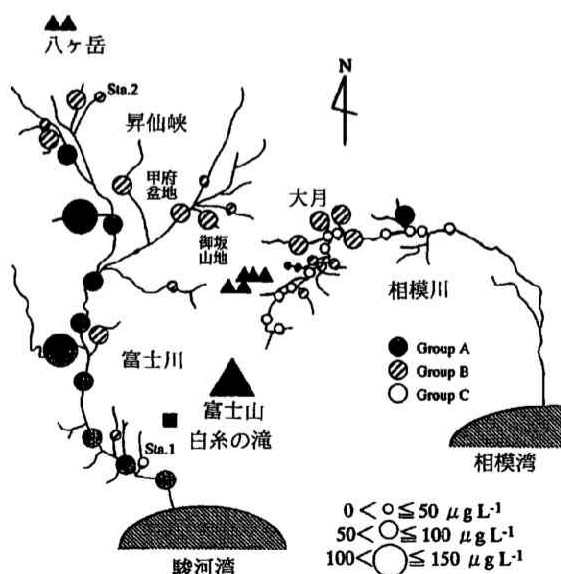 八ヶ岳
Sta.2
N
昇仙峡
甲府
盆地
大月
御坂
山地
相模川
Group A
Group B
Group C
富士川
富士山
白糸の滝
Sta.1
相模湾
0 < ≦ 50 μg L-1
50 < ≦ 100 μg L-1
100 < ≦ 150 μg L-1
駿河湾